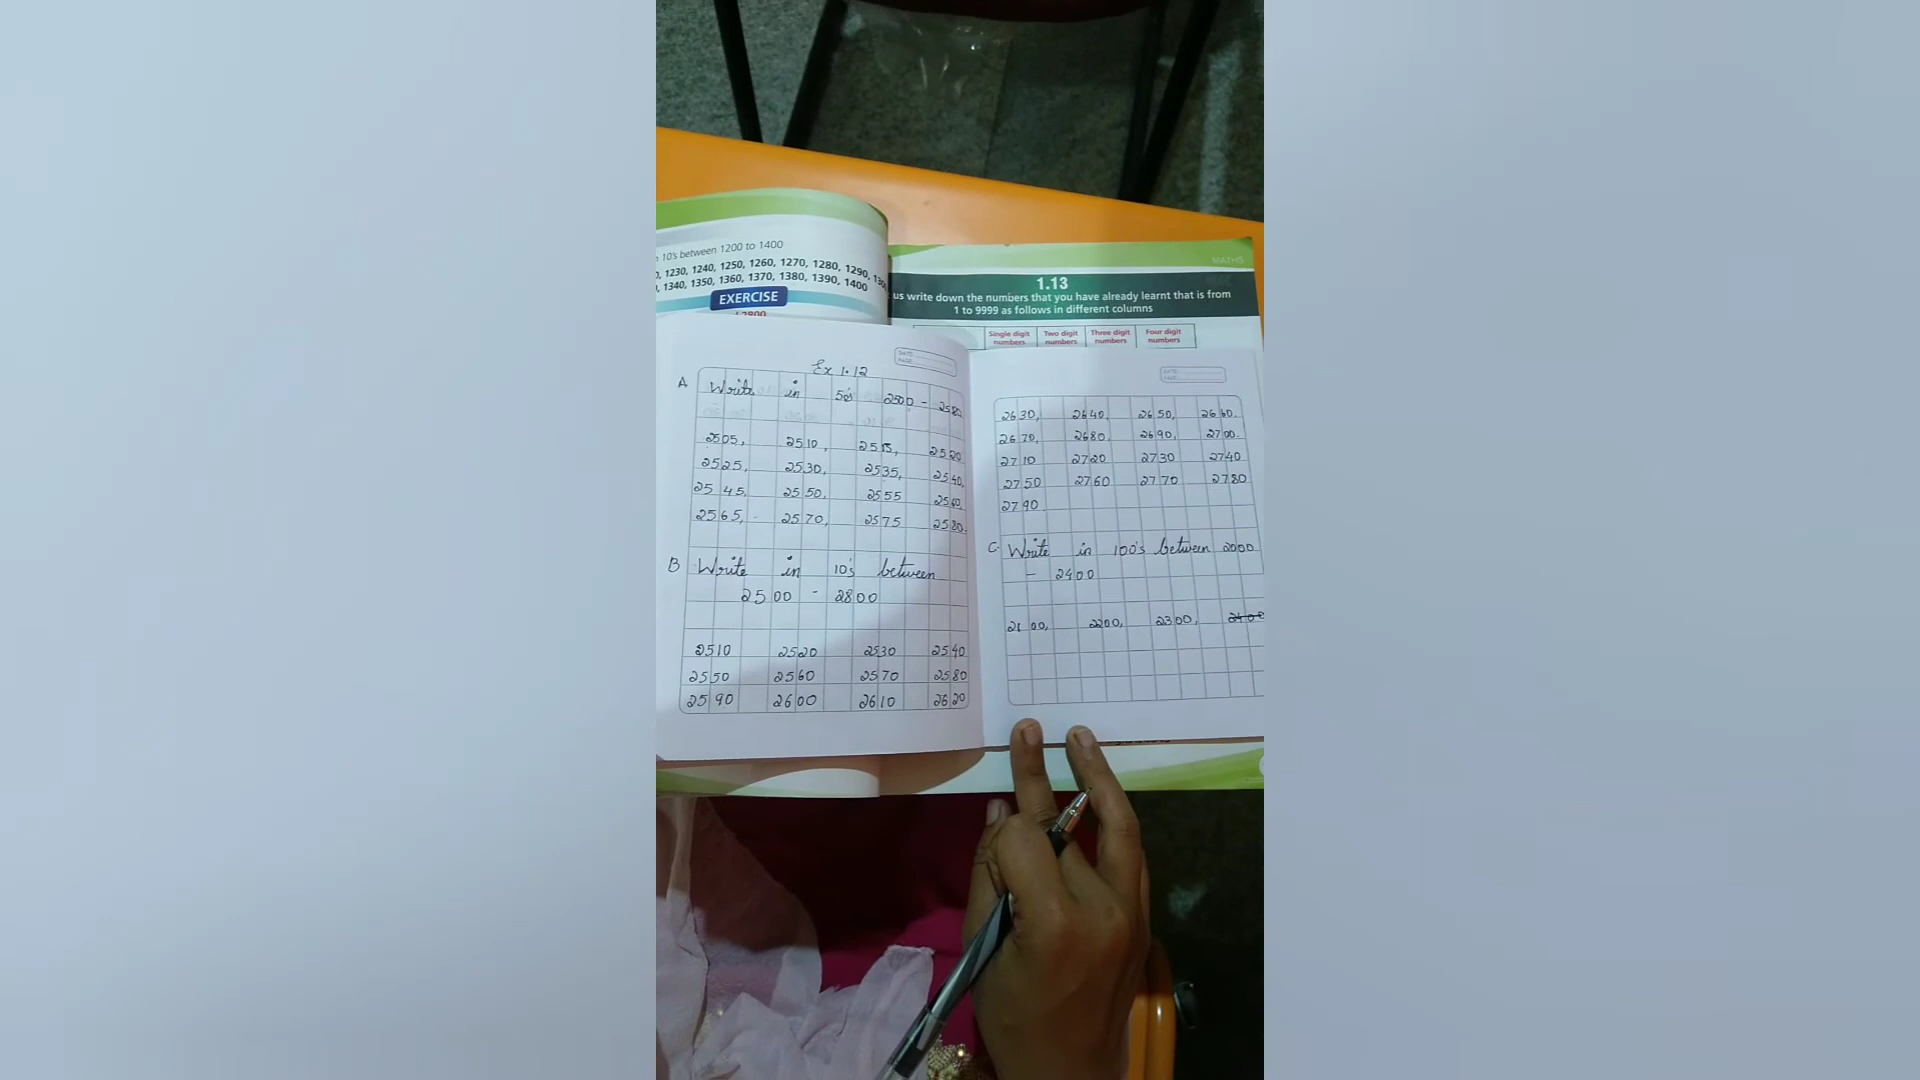 10's between 1200 to 1400
1230, 1240, 1250, 1260, 1270, 1280, 1290,
1340, 1350, 1360, 1370, 1380, 1390, 1400
EXERCISE
MATHS
1.13
us write down the numbers that you have already learnt that is from
1 to 9999 as follows in different columns
Single digit numbers Two digit numbers Three digit numbers Four digit numbers
Ex 1.12
DATE
PAGE
A Write in 5's 2500 - 2580
2505, 2510, 2515, 2520
2525, 2530, 2535, 2540,
2545, 2550, 2555 2560,
2565, 2570, 2575 2580.
B Write in 10's between
2500 - 2800
2510 2520 2530 2540
2550 2560 2570 2580
2590 2600 2610 2620
2630, 2640, 2650, 2660.
2670, 2680, 2690, 2700.
2710 2720 2730 2740
2750 2760 2770 2780
2790
C. Write in 100's between 2000
- 2400
2100, 2200, 2300, 2400